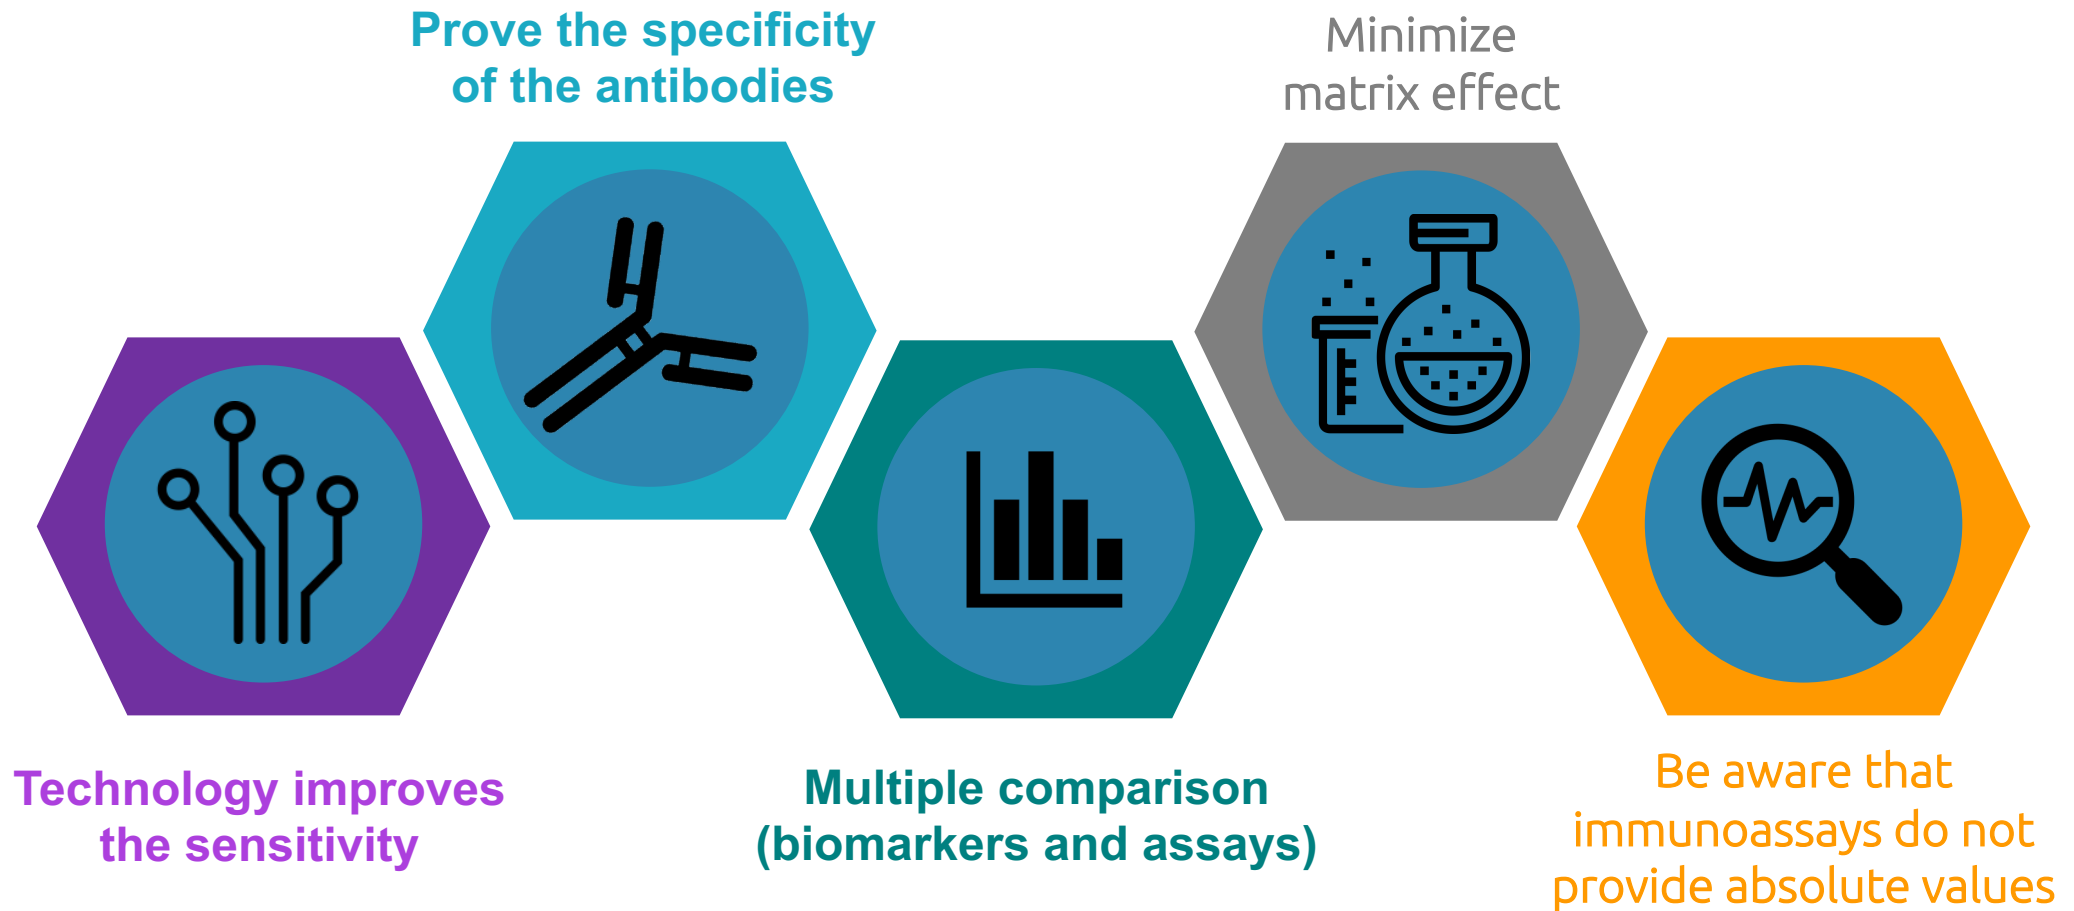 Prove the specificity
of the antibodies
Minimize
matrix effect
Technology improves
the sensitivity
Multiple comparison
(biomarkers and assays)
Be aware that
immunoassays do not
provide absolute values